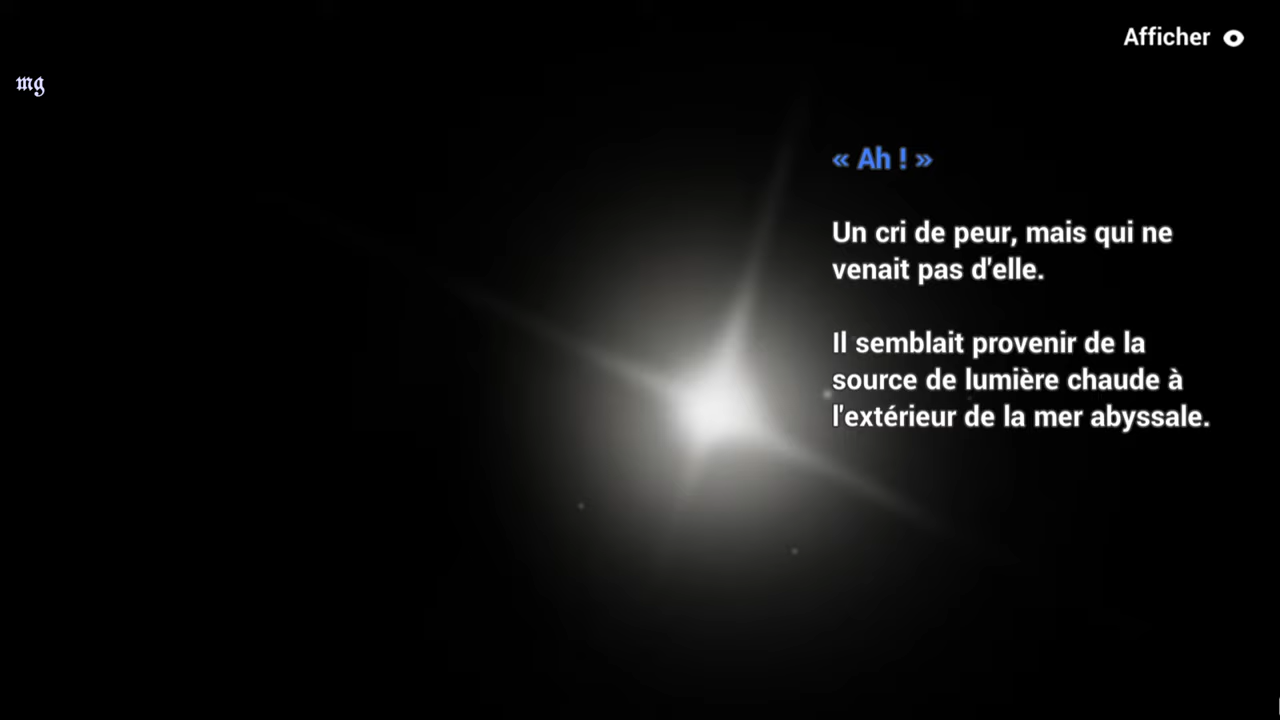 Afficher
mg
« Ah ! »
Un cri de peur, mais qui ne
venait pas d'elle.
Il semblait provenir de la
source de lumière chaude à
l'extérieur de la mer abyssale.